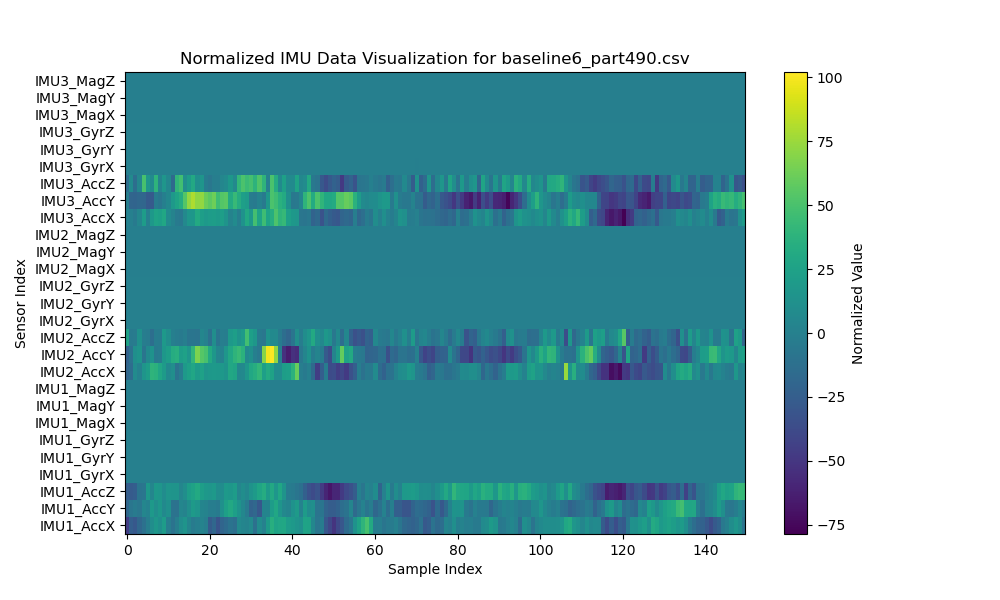 Normalized IMU Data Visualization for baseline6_part490.csv
IMU3_MagZ
IMU3_MagY
IMU3_MagX
IMU3_GyrZ
IMU3_GyrY
IMU3_GyrX
IMU3_AccZ
IMU3_AccY
IMU3_AccX
IMU2_MagZ
IMU2_MagY
IMU2_MagX
IMU2_GyrZ
IMU2_GyrY
IMU2_GyrX
IMU2_AccZ
IMU2_AccY
IMU2_AccX
IMU1_MagZ
IMU1_MagY
IMU1_MagX
IMU1_GyrZ
IMU1_GyrY
IMU1_GyrX
IMU1_AccZ
IMU1_AccY
IMU1_AccX
Sensor Index
0 20 40 60 80 100 120 140
Sample Index
100
75
50
25
0
−25
−50
−75
Normalized Value